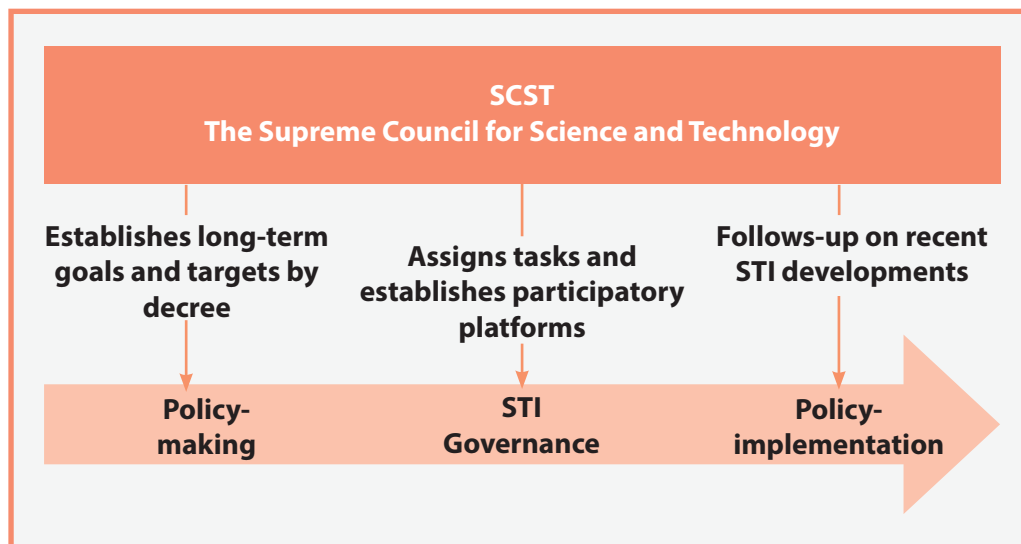 SCST
The Supreme Council for Science and Technology
Establishes long-term
goals and targets by
decree
Assigns tasks and
establishes participatory
platforms
Follows-up on recent
STI developments
Policy-
making
STI
Governance
Policy-
implementation